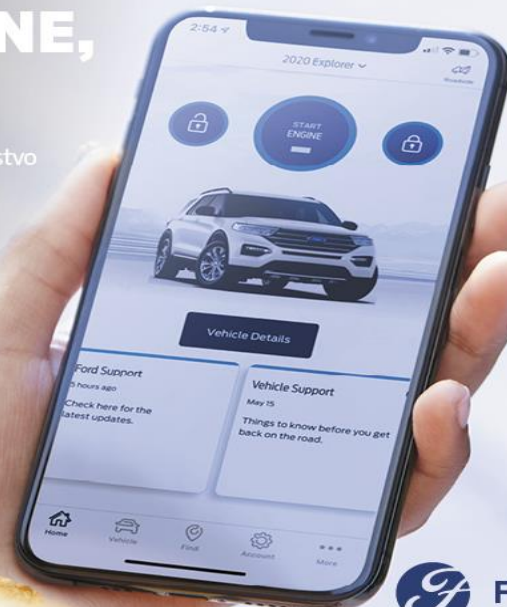 NE,
stvo
2:54
2020 Explorer
Roadside
START
ENGINE
Vehicle Details
Ford Support
5 hours ago
Check here for the
latest updates.
Vehicle Support
May 15
Things to know before you get
back on the road.
Home
Vehicle
Find
Account
More
F